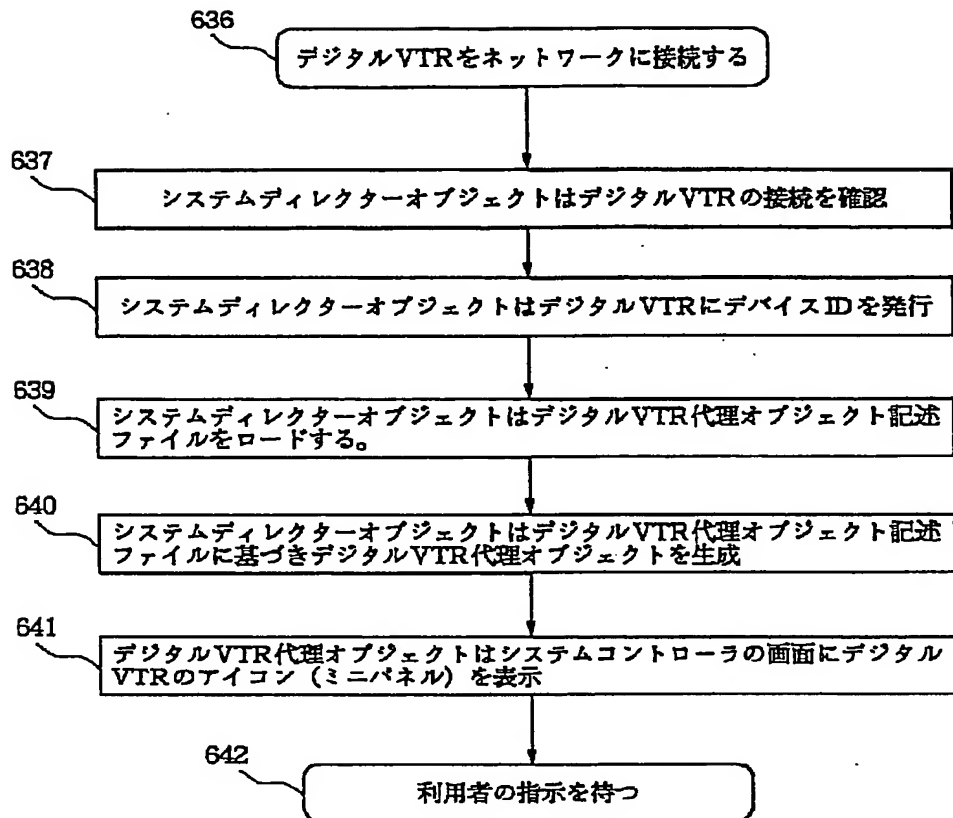 636
デジタルVTRをネットワークに接続する
637
システムディレクターオブジェクトはデジタルVTRの接続を確認
638
システムディレクターオブジェクトはデジタルVTRにデバイスIDを発行
639
システムディレクターオブジェクトはデジタルVTR代理オブジェクト記述
ファイルをロードする。
640
システムディレクターオブジェクトはデジタルVTR代理オブジェクト記述
ファイルに基づきデジタルVTR代理オブジェクトを生成
641
デジタルVTR代理オブジェクトはシステムコントローラの画面にデジタル
VTRのアイコン（ミニパネル）を表示
642
利用者の指示を待つ